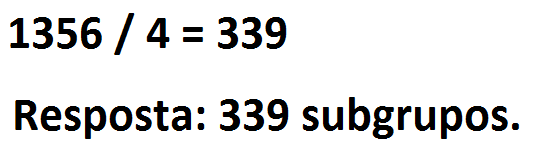 1356 / 4 = 339
Resposta: 339 subgrupos.